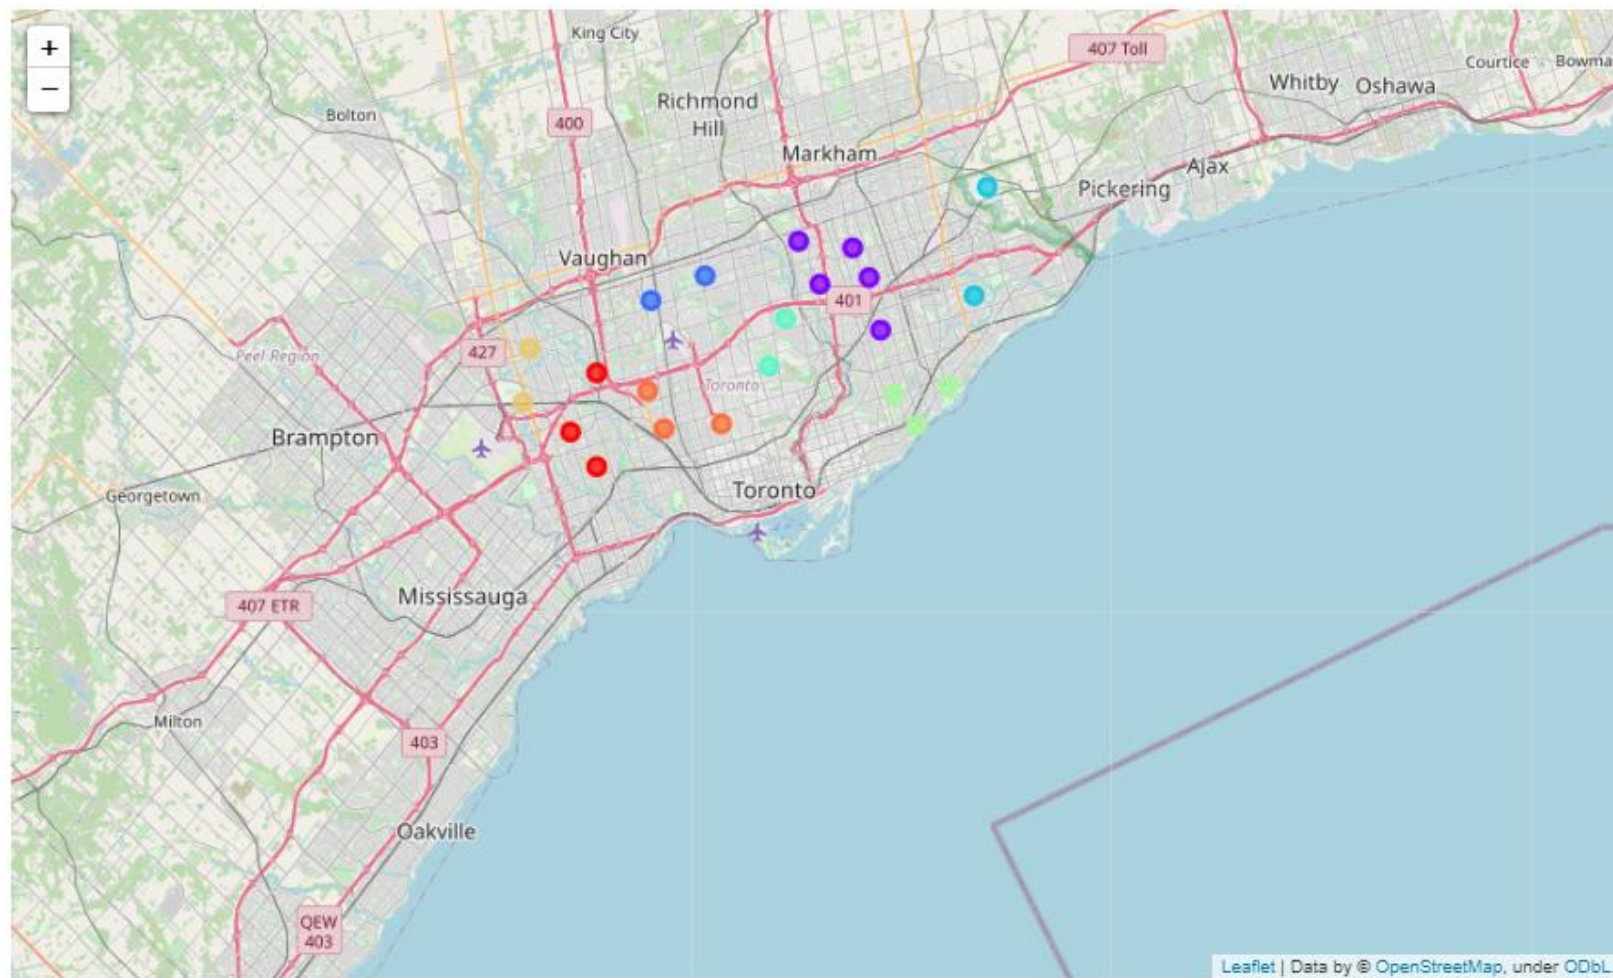 +
−
King City
407 Toll
Courtice
Bowma
Whitby
Oshawa
Richmond
Hill
Bolton
400
Markham
Ajax
Pickering
Vaughan
401
427
Peel Region
Toronto
Brampton
Georgetown
Toronto
Mississauga
407 ETR
Milton
403
Oakville
QEW
403
Leaflet | Data by © OpenStreetMap, under ODbL.